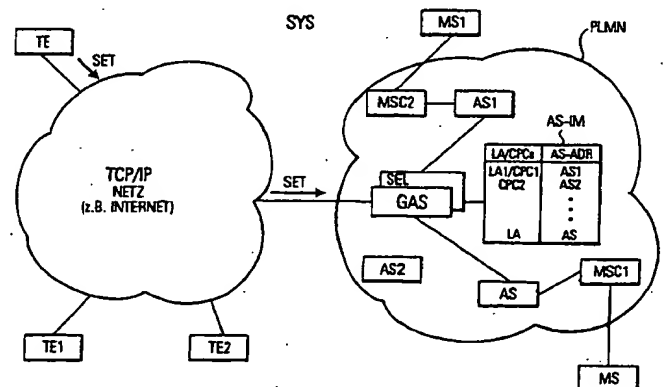 SYS
TE
SET
MS1
PLMN
MSC2
AS1
AS-IM
LA/CPCs AS-ADR
LA1/CPC1 AS1
CPC2 AS2
LA AS
TCP/IP
NETZ
(z.B. INTERNET)
SET
SEL
GAS
AS2
AS
MSC1
TE1
TE2
MS